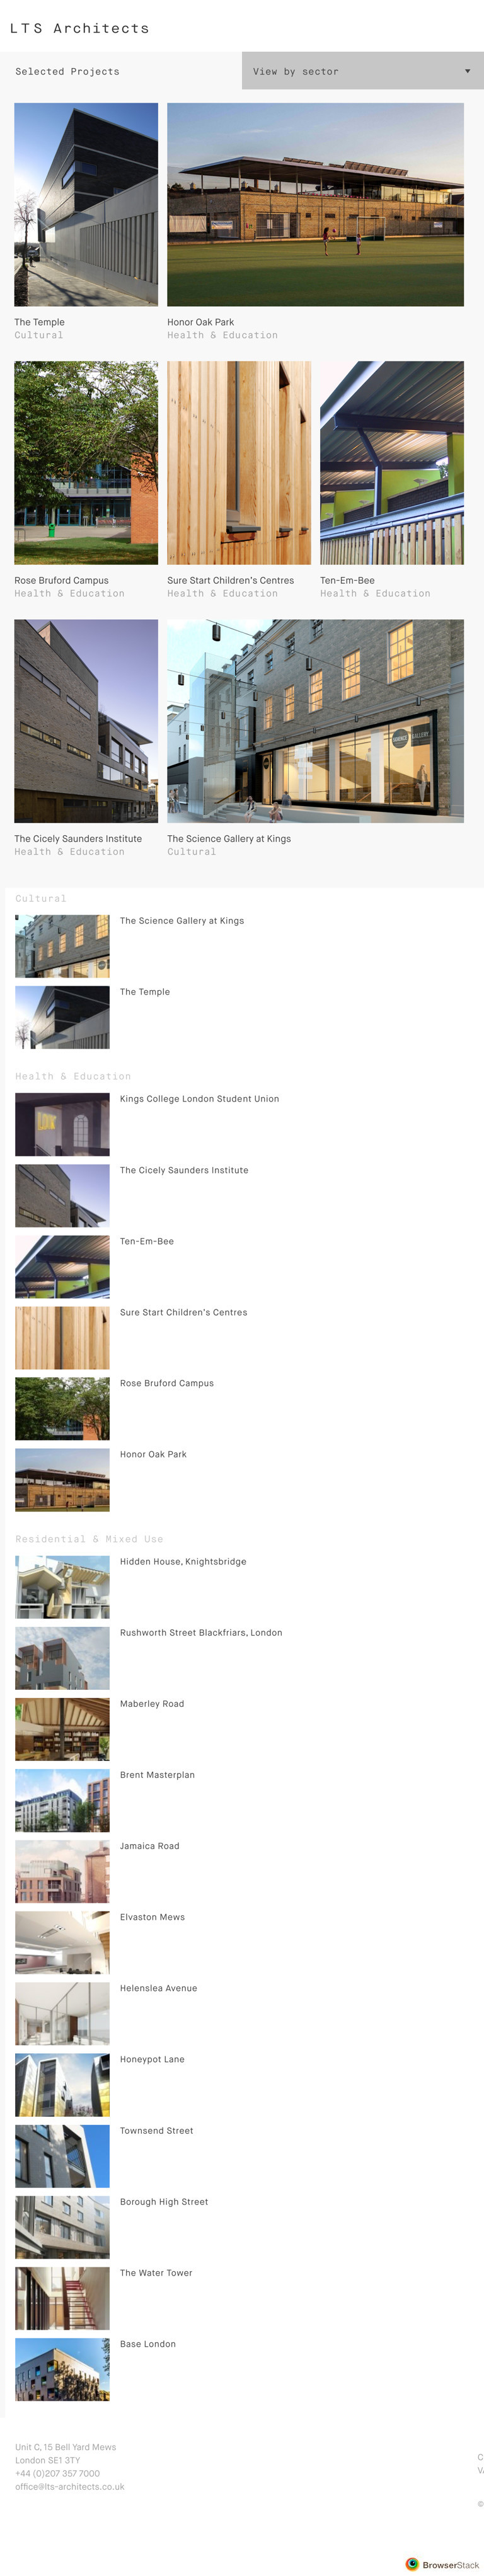 LTS Architects
Selected Projects
View by sector
The Temple
Cultural
Honor Oak Park
Health & Education
Rose Bruford Campus
Health & Education
Sure Start Children's Centres
Health & Education
Ten-Em-Bee
Health & Education
The Cicely Saunders Institute
Health & Education
SCIENCE GALLERY
The Science Gallery at Kings
Cultural
Cultural
The Science Gallery at Kings
The Temple
Health & Education
Kings College London Student Union
The Cicely Saunders Institute
Ten-Em-Bee
Sure Start Children's Centres
Rose Bruford Campus
Honor Oak Park
Residential & Mixed Use
Hidden House, Knightsbridge
Rushworth Street Blackfriars, London
Maberley Road
Brent Masterplan
Jamaica Road
Elvaston Mews
Helenslea Avenue
Honeypot Lane
Townsend Street
Borough High Street
The Water Tower
Base London
Unit C, 15 Bell Yard Mews
London SE1 3TY
+44 (0)207 357 7000
office@lts-architects.co.uk
C
VA
©
BrowserStack